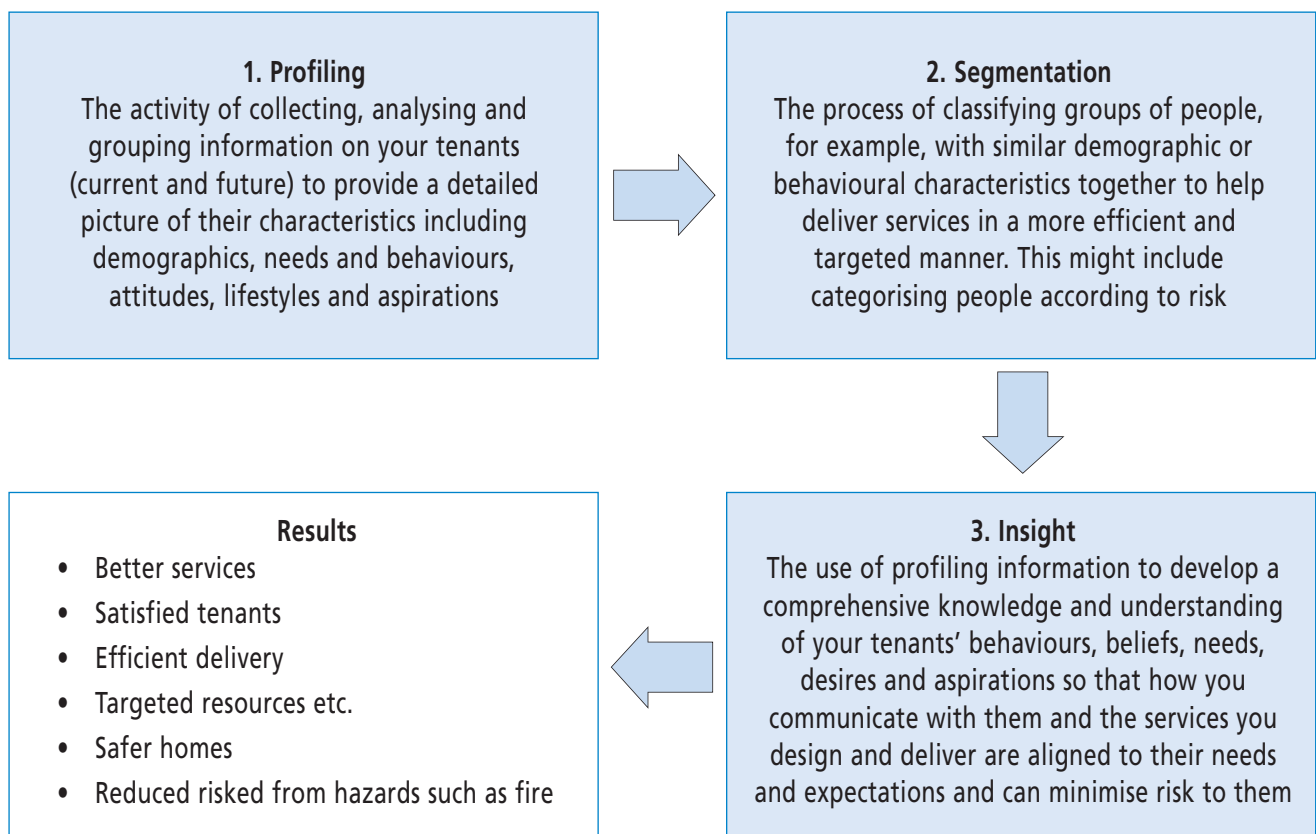 1. Profiling
The activity of collecting, analysing and
grouping information on your tenants
(current and future) to provide a detailed
picture of their characteristics including
demographics, needs and behaviours,
attitudes, lifestyles and aspirations
2. Segmentation
The process of classifying groups of people,
for example, with similar demographic or
behavioural characteristics together to help
deliver services in a more efficient and
targeted manner. This might include
categorising people according to risk
3. Insight
The use of profiling information to develop a
comprehensive knowledge and understanding
of your tenants’ behaviours, beliefs, needs,
desires and aspirations so that how you
communicate with them and the services you
design and deliver are aligned to their needs
and expectations and can minimise risk to them
Results
• Better services
• Satisfied tenants
• Efficient delivery
• Targeted resources etc.
• Safer homes
• Reduced risked from hazards such as fire